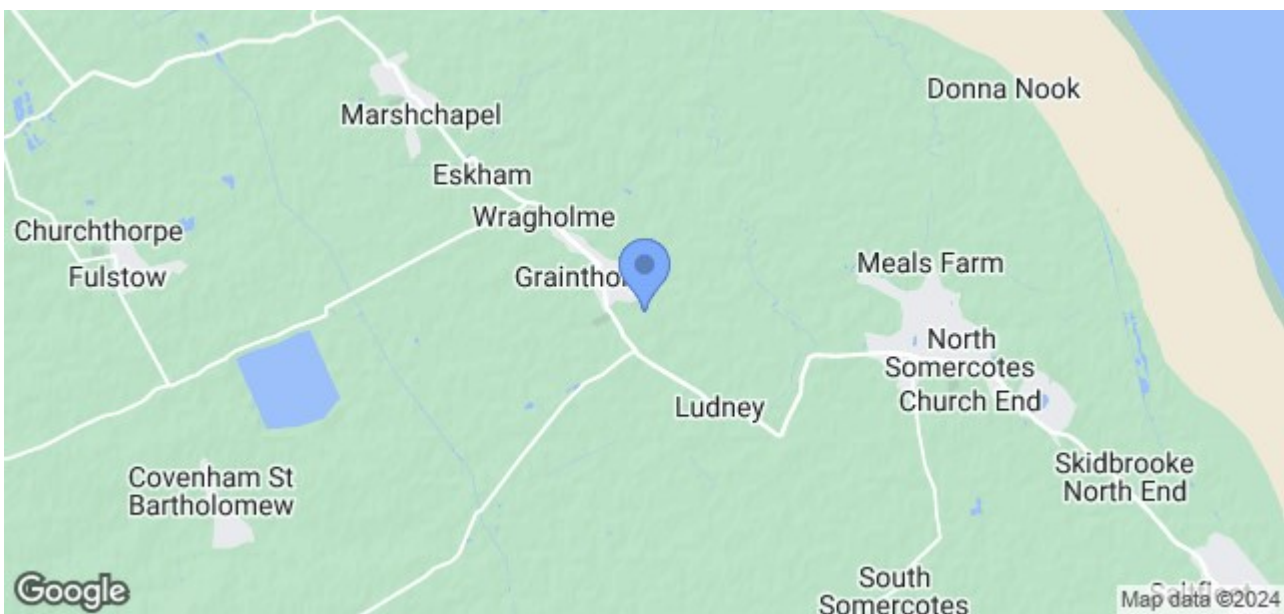 Donna Nook
Marshchapel
Eskham
Wragholme
Churchthorpe
Fulstow
Meals Farm
North
Somercotes
Ludney
Church End
Covenham St
Bartholomew
Skidbrooke
North End
South
Somercotes
Google
Map data ©2024